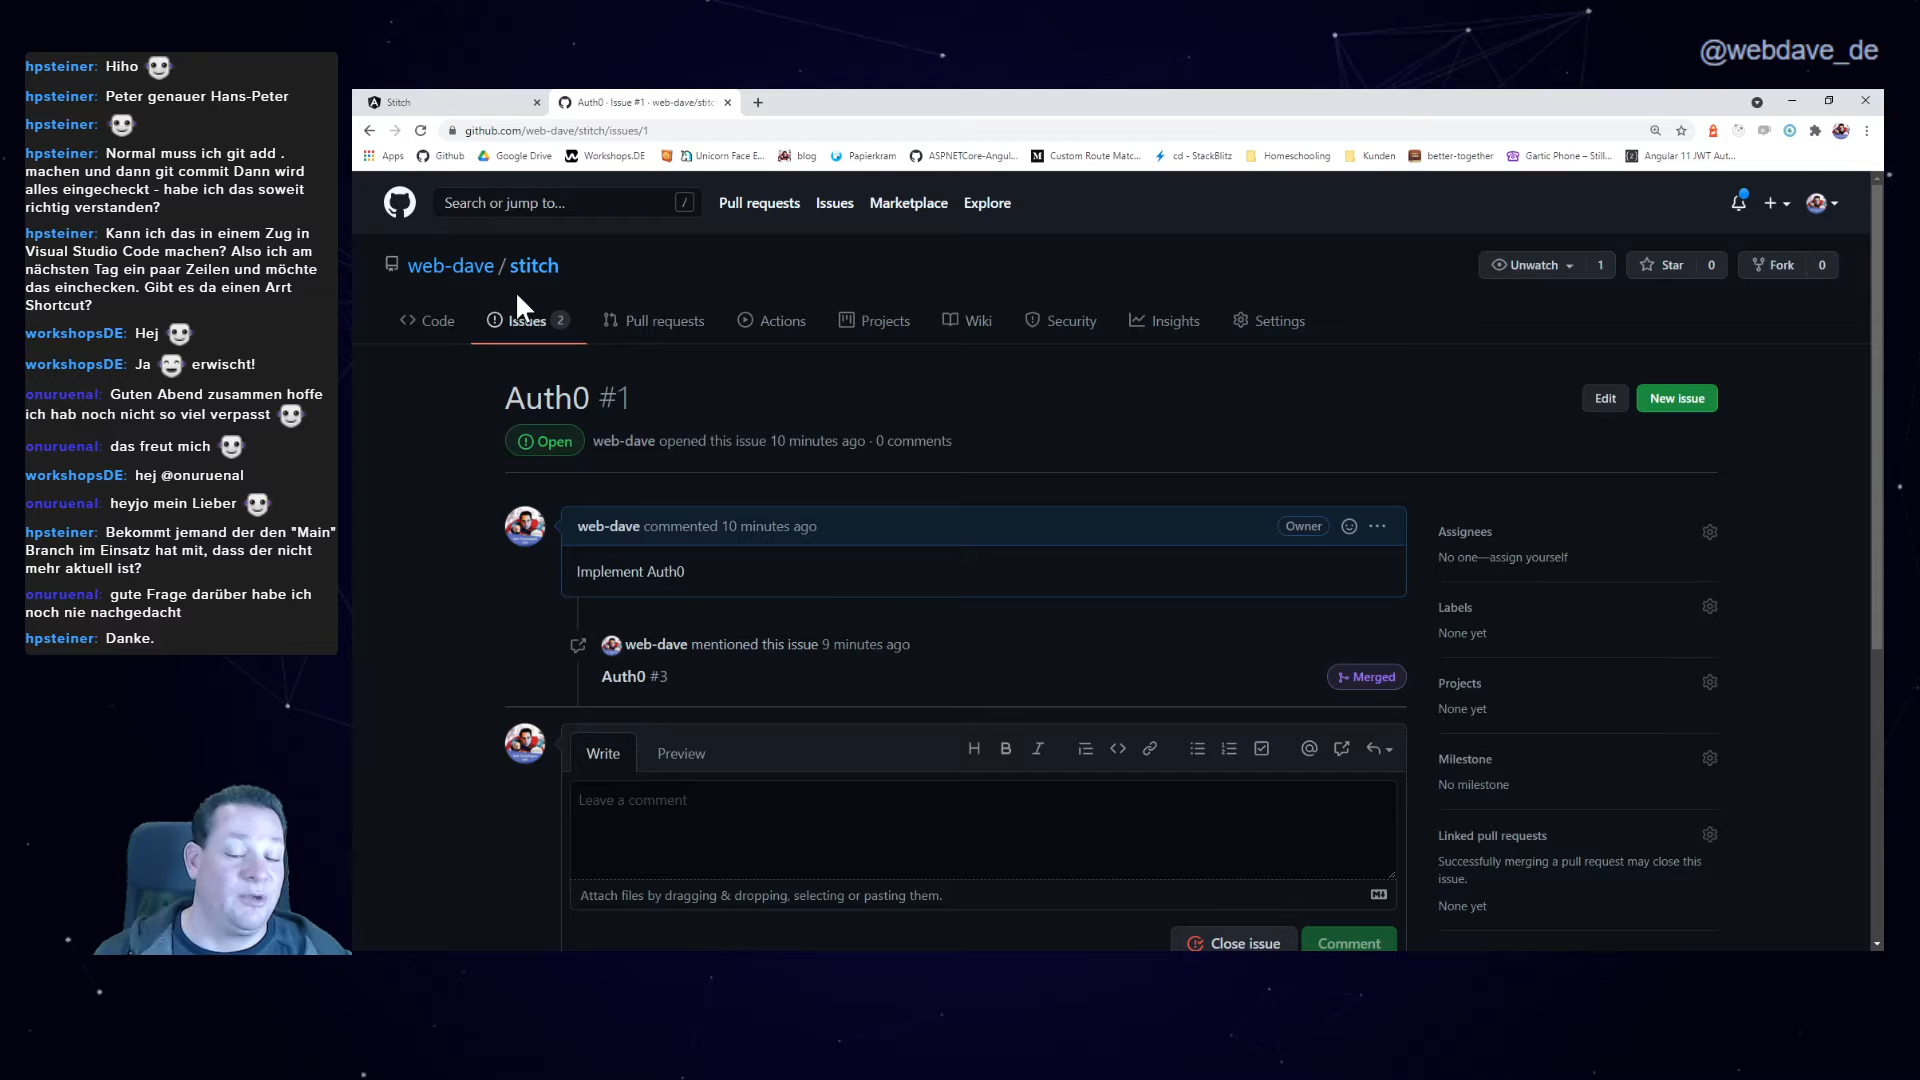 @webdave_de
hpsteiner: Hiho
hpsteiner: Peter genauer Hans-Peter
hpsteiner:
hpsteiner: Normal muss ich git add .
machen und dann git commit Dann wird
alles eingecheckt - habe ich das soweit
richtig verstanden?
hpsteiner: Kann ich das in einem Zug in
Visual Studio Code machen? Also ich am
nächsten Tag ein paar Zeilen und möchte
das einchecken. Gibt es da einen Arrt
Shortcut?
workshopsDE: Hej
workshopsDE: Ja erwischt!
onuruenal: Guten Abend zusammen hoffe
ich hab noch nicht so viel verpasst
onuruenal: das freut mich
workshopsDE: hej @onuruenal
onuruenal: heyjo mein Lieber
hpsteiner: Bekommt jemand der den "Main"
Branch im Einsatz hat mit, dass der nicht
mehr aktuell ist?
onuruenal: gute Frage darüber habe ich
noch nie nachgedacht
hpsteiner: Danke.
Stitch
Auth0 · Issue #1 · web-dave/stitc
github.com/web-dave/stitch/issues/1
Apps Github Google Drive Workshops.DE Unicorn Face E... blog Papierkram ASPNETCore-Angul... Custom Route Matc... cd - StackBlitz Homeschooling Kunden better-together Gartic Phone – Still... Angular 11 JWT Aut...
Search or jump to... / Pull requests Issues Marketplace Explore
web-dave / stitch
Unwatch 1 Star 0 Fork 0
Code Issues 2 Pull requests Actions Projects Wiki Security Insights Settings
Auth0 #1
Edit New issue
Open web-dave opened this issue 10 minutes ago · 0 comments
web-dave commented 10 minutes ago Owner
Implement Auth0
web-dave mentioned this issue 9 minutes ago
Auth0 #3 Merged
Write Preview
Leave a comment
Attach files by dragging & dropping, selecting or pasting them.
Close issue Comment
Assignees
No one—assign yourself
Labels
None yet
Projects
None yet
Milestone
No milestone
Linked pull requests
Successfully merging a pull request may close this
issue.
None yet